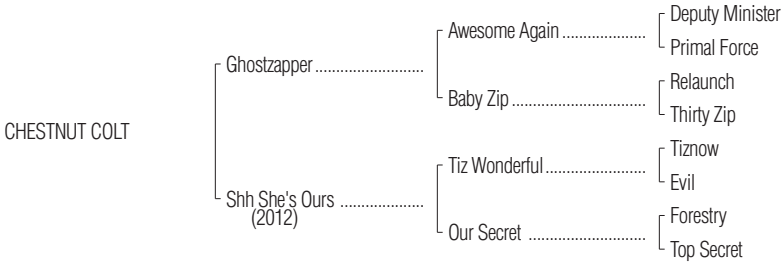 Deputy Minister
Awesome Again ....................
Primal Force
Ghostzapper ..........................
Relaunch
Baby Zip ................................
Thirty Zip
CHESTNUT COLT
Tiznow
Tiz Wonderful ........................
Evil
Shh She's Ours ....................
(2012)
Forestry
Our Secret ............................
Top Secret